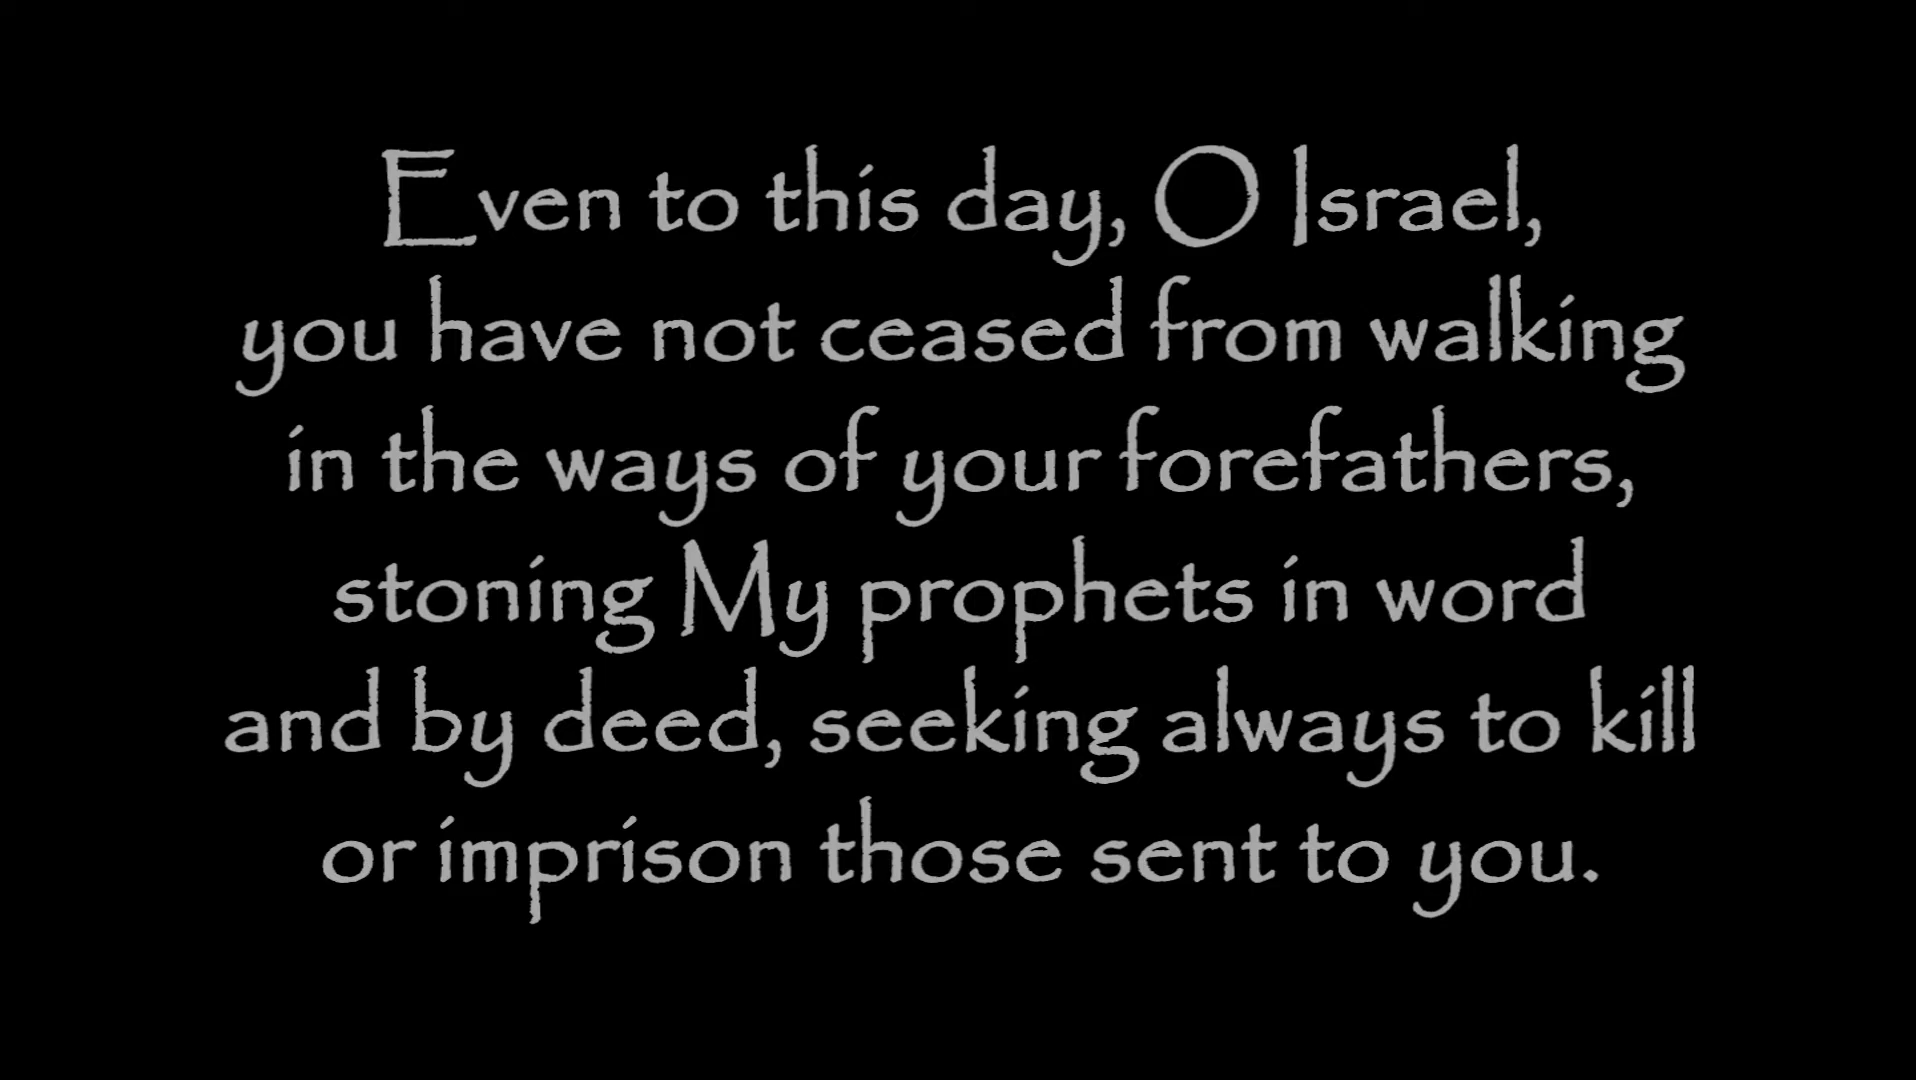 Even to this day, O Israel,
you have not ceased from walking
in the ways of your forefathers,
stoning My prophets in word
and by deed, seeking always to kill
or imprison those sent to you.